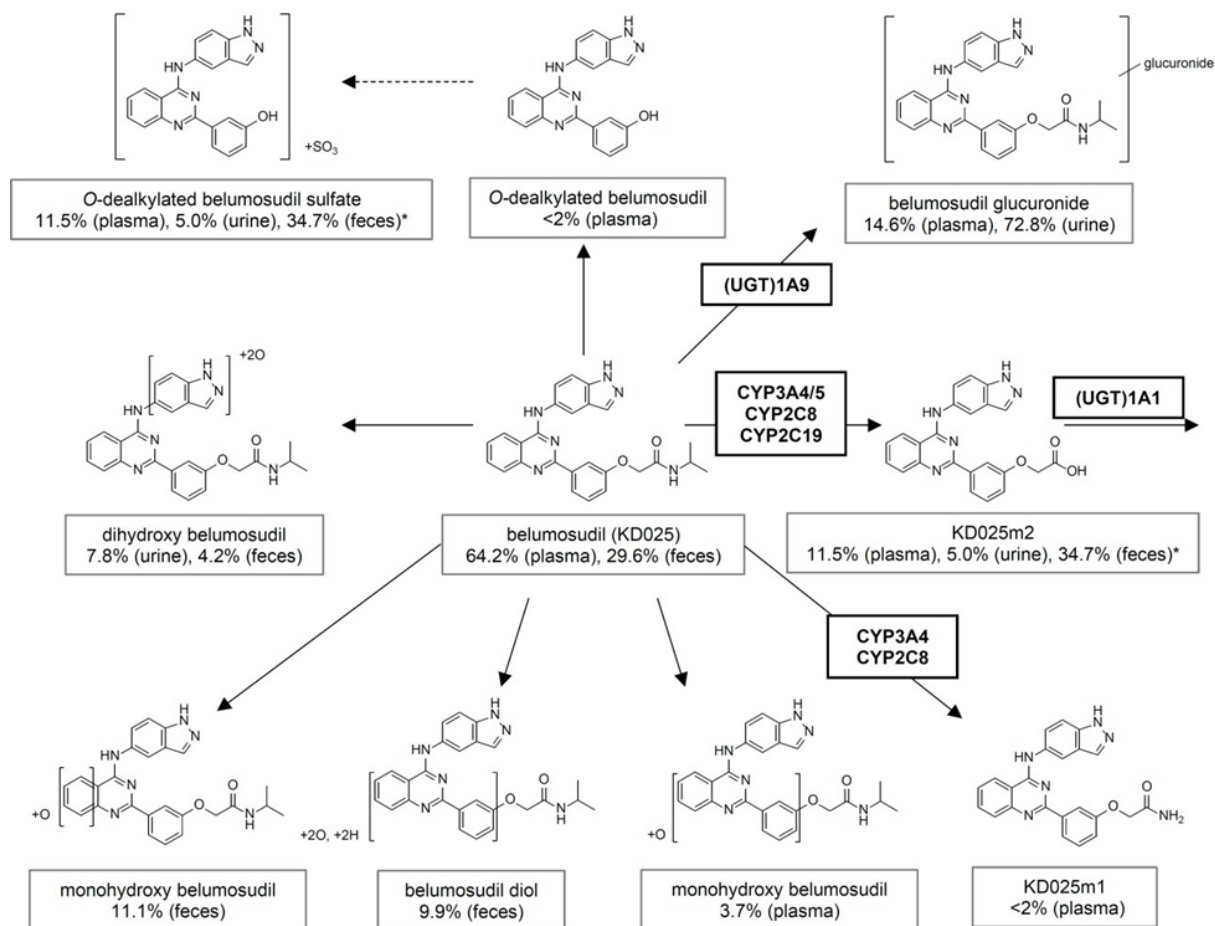 glucuronide
+SO3
O-dealkylated belumosudil sulfate
11.5% (plasma), 5.0% (urine), 34.7% (feces)*
O-dealkylated belumosudil
<2% (plasma)
belumosudil glucuronide
14.6% (plasma), 72.8% (urine)
(UGT)1A9
+2O
CYP3A4/5
CYP2C8
CYP2C19
(UGT)1A1
dihydroxy belumosudil
7.8% (urine), 4.2% (feces)
belumosudil (KD025)
64.2% (plasma), 29.6% (feces)
KD025m2
11.5% (plasma), 5.0% (urine), 34.7% (feces)*
CYP3A4
CYP2C8
+O
+2O, +2H
+O
monohydroxy belumosudil
11.1% (feces)
belumosudil diol
9.9% (feces)
monohydroxy belumosudil
3.7% (plasma)
KD025m1
<2% (plasma)